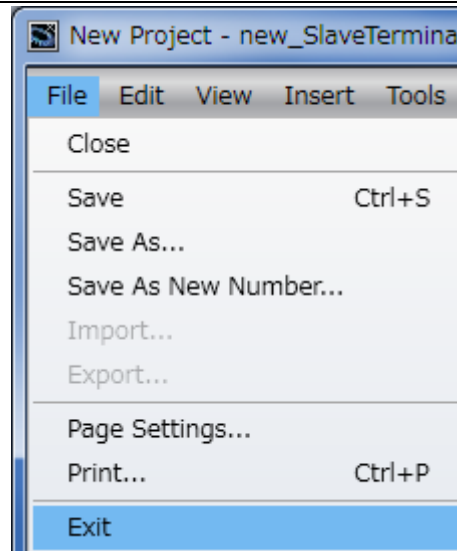 New Project - new_SlaveTermina
File Edit View Insert Tools
Close
Save Ctrl+S
Save As...
Save As New Number...
Import...
Export...
Page Settings...
Print... Ctrl+P
Exit